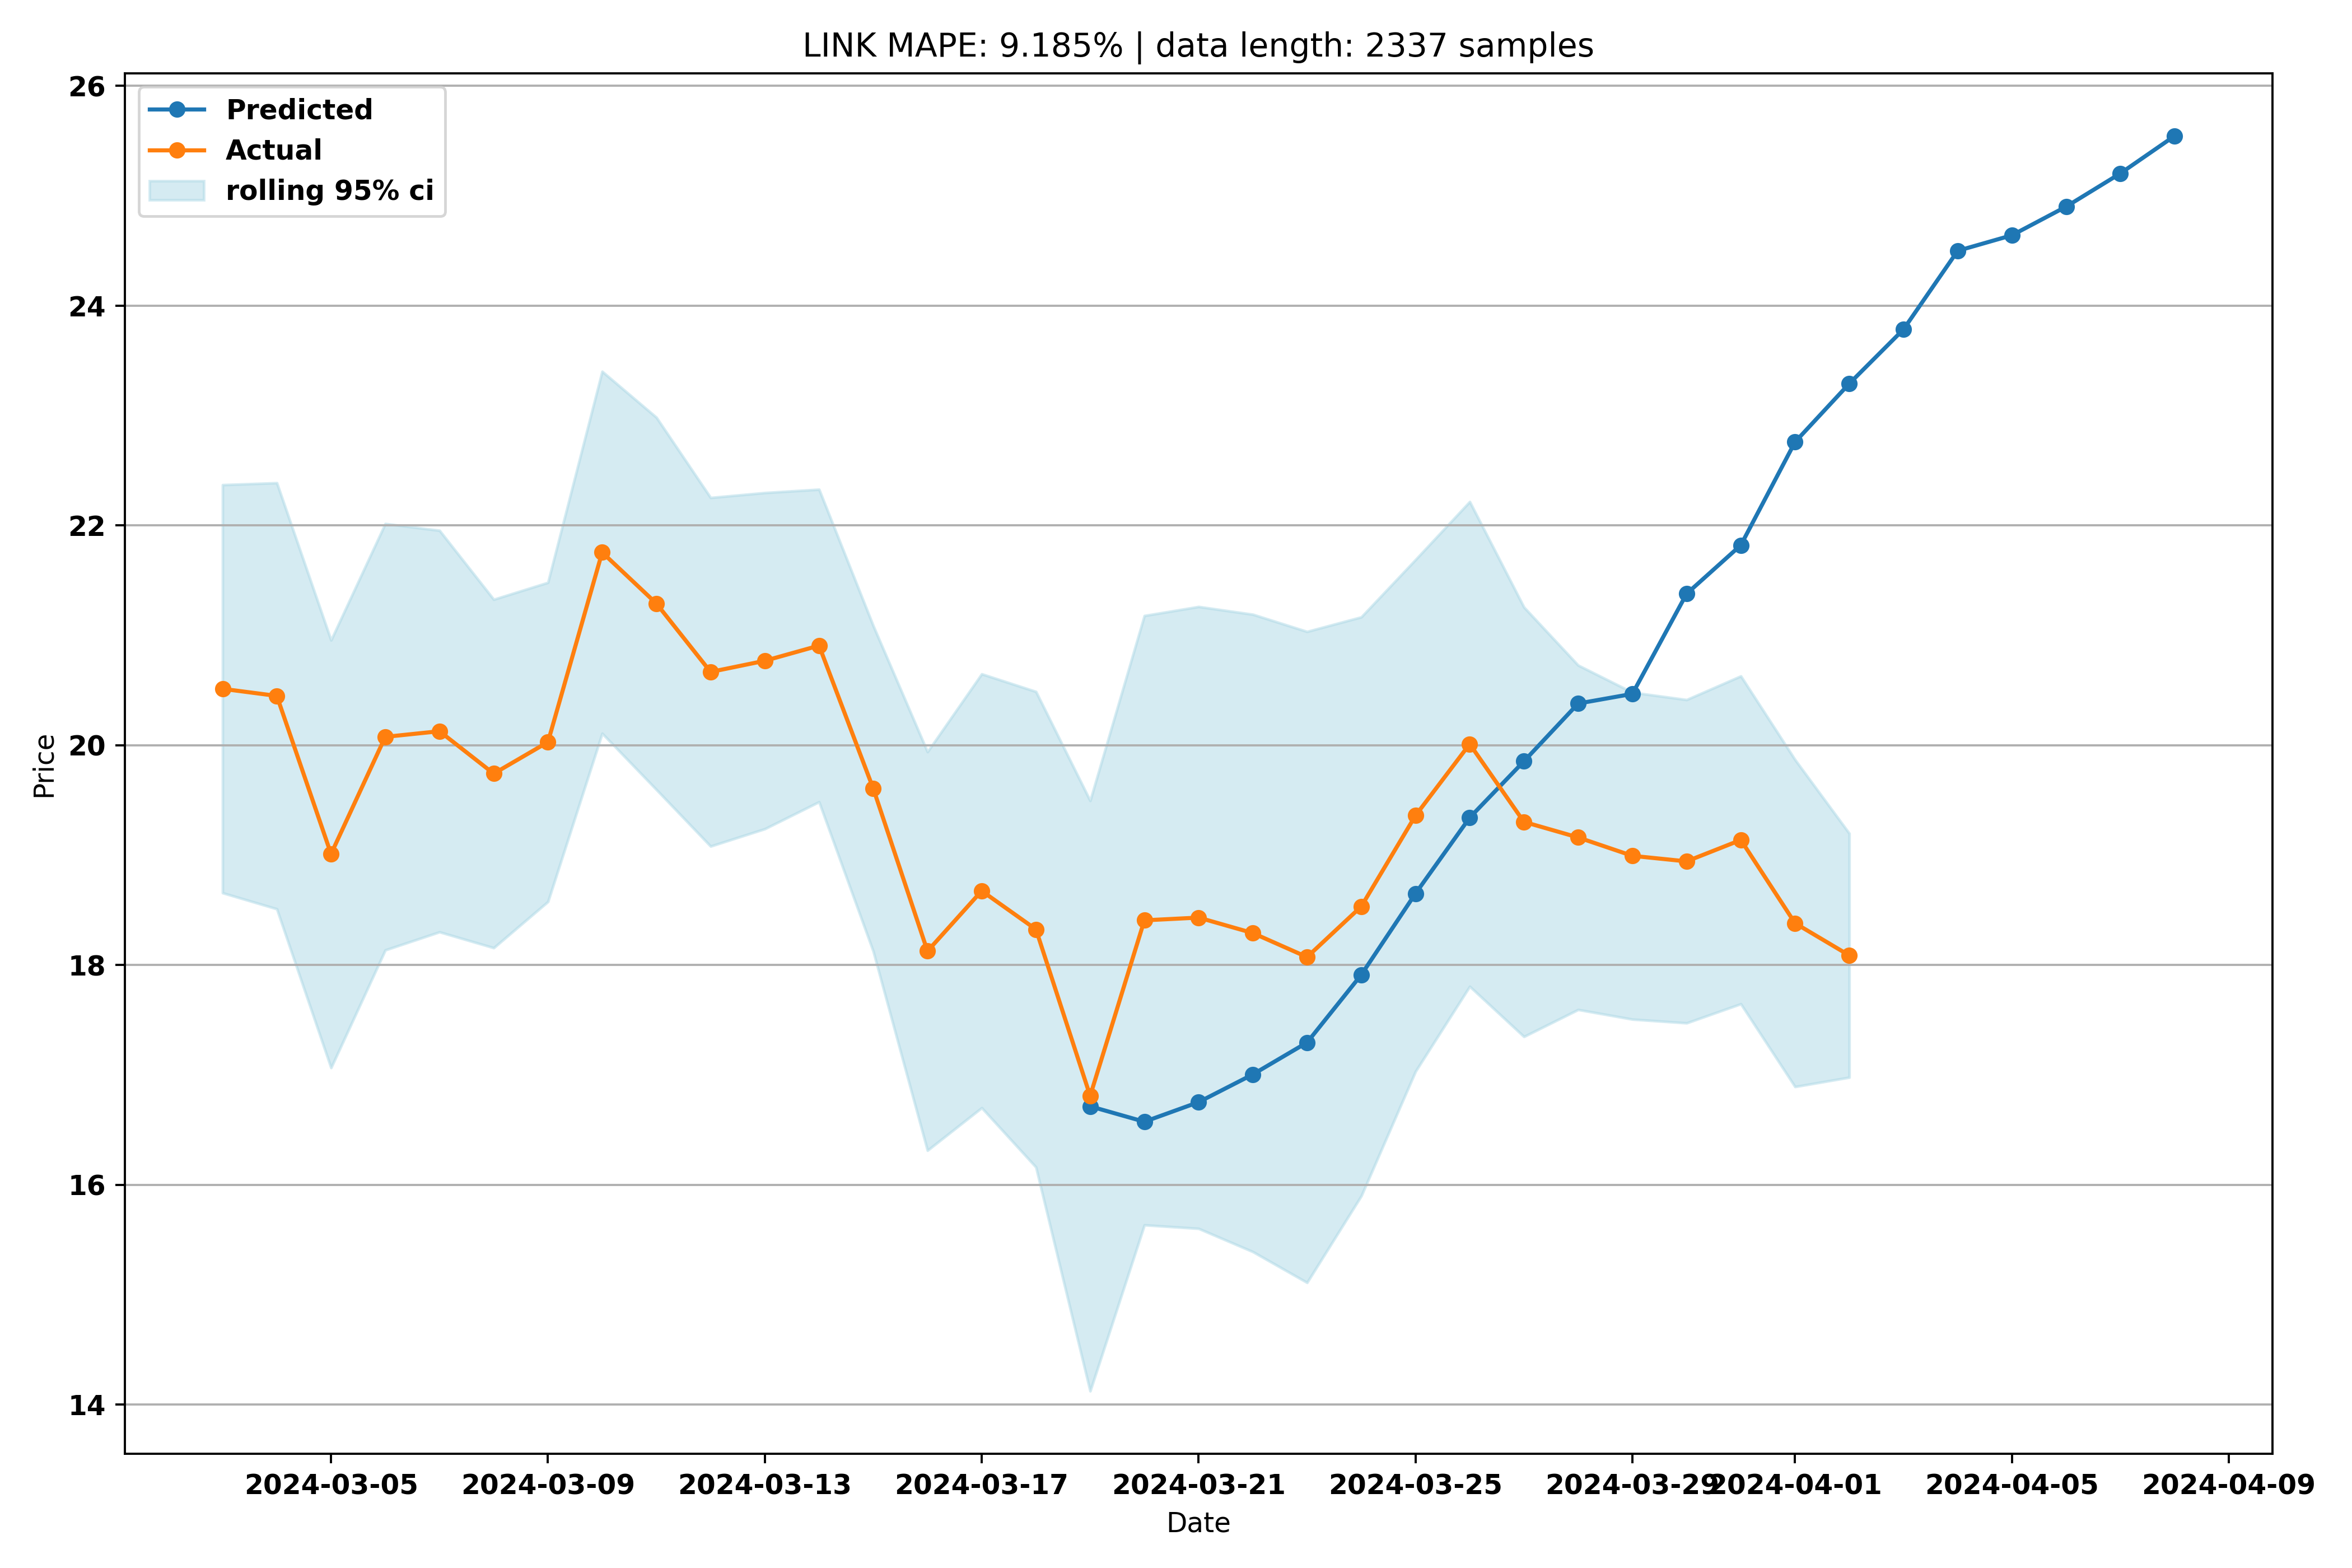 LINK MAPE: 9.185% | data length: 2337 samples
26
24
22
20
18
16
14
Price
Predicted
Actual
rolling 95% ci
2024-03-05 2024-03-09 2024-03-13 2024-03-17 2024-03-21 2024-03-25 2024-03-29 2024-04-01 2024-04-05 2024-04-09
Date